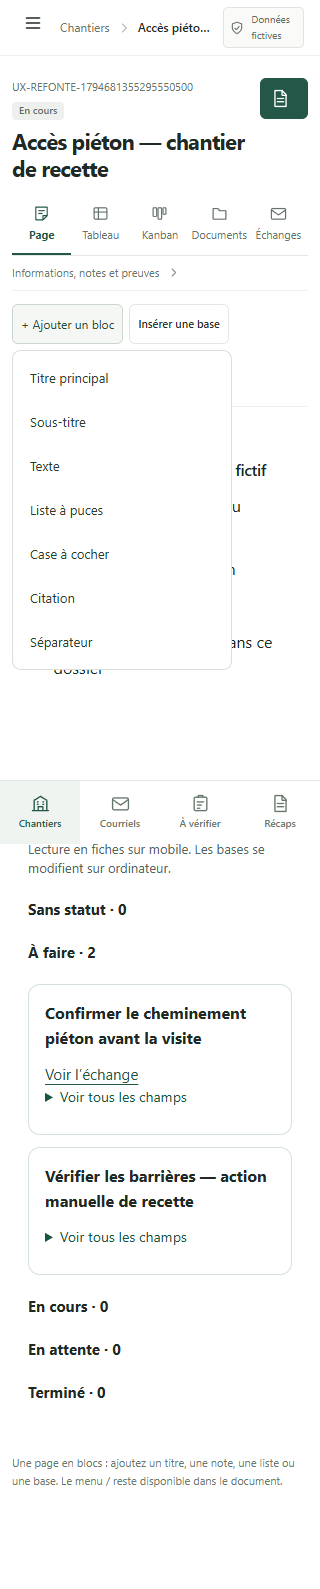 Chantiers > Accès piéto...
Données
fictives
UX-REFONTE-1794681355295550500
En cours
Accès piéton — chantier
de recette
Page Tableau Kanban Documents Échanges
Informations, notes et preuves >
+ Ajouter un bloc Insérer une base
Titre principal
Sous-titre
Texte
fictif
Liste à puces
Case à cocher
Citation
Séparateur
ans ce
dossier
Chantiers Courriels À vérifier Récaps
Lecture en fiches sur mobile. Les bases se
modifient sur ordinateur.
Sans statut · 0
À faire · 2
Confirmer le cheminement
piéton avant la visite
Voir l’échange
▶ Voir tous les champs
Vérifier les barrières — action
manuelle de recette
▶ Voir tous les champs
En cours · 0
En attente · 0
Terminé · 0
Une page en blocs : ajoutez un titre, une note, une liste ou
une base. Le menu / reste disponible dans le document.